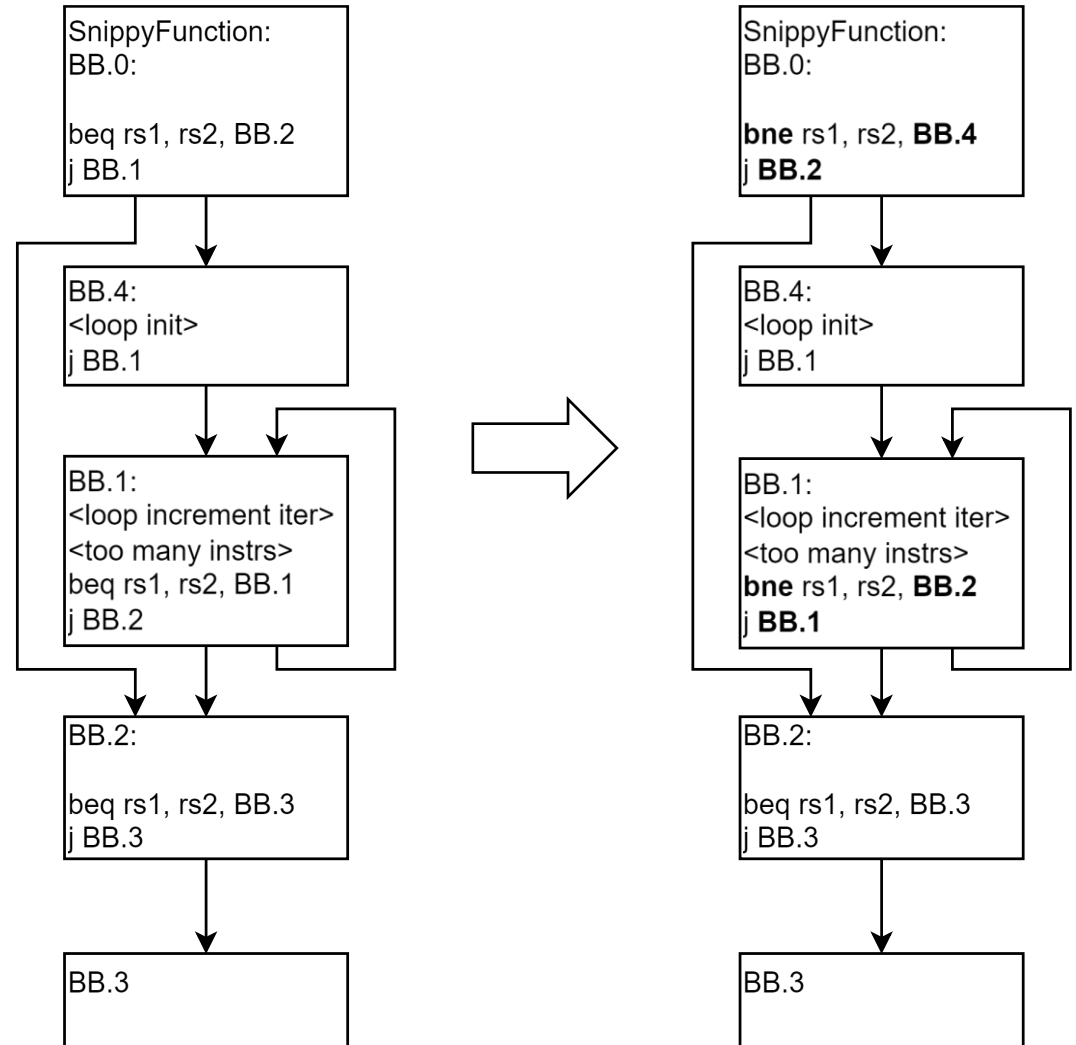 SnippyFunction:
BB.0:
beq rs1, rs2, BB.2
j BB.1
BB.4:
<loop init>
j BB.1
BB.1:
<loop increment iter>
<too many instrs>
beq rs1, rs2, BB.1
j BB.2
BB.2:
beq rs1, rs2, BB.3
j BB.3
BB.3
SnippyFunction:
BB.0:
bne rs1, rs2, BB.4
j BB.2
BB.4:
<loop init>
j BB.1
BB.1:
<loop increment iter>
<too many instrs>
bne rs1, rs2, BB.2
j BB.1
BB.2:
beq rs1, rs2, BB.3
j BB.3
BB.3